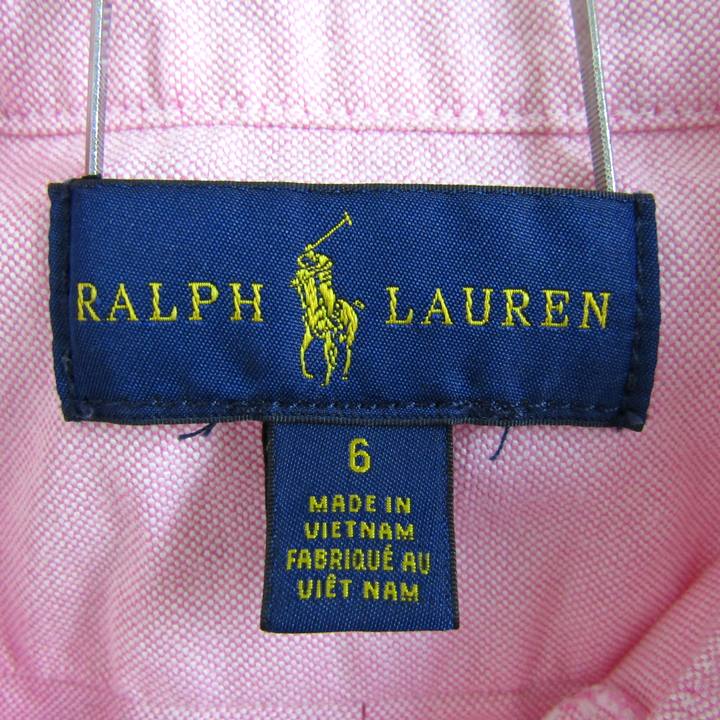 RALPH LAUREN
6
MADE IN
VIETNAM
FABRIQUÉ AU
VIÊT NAM